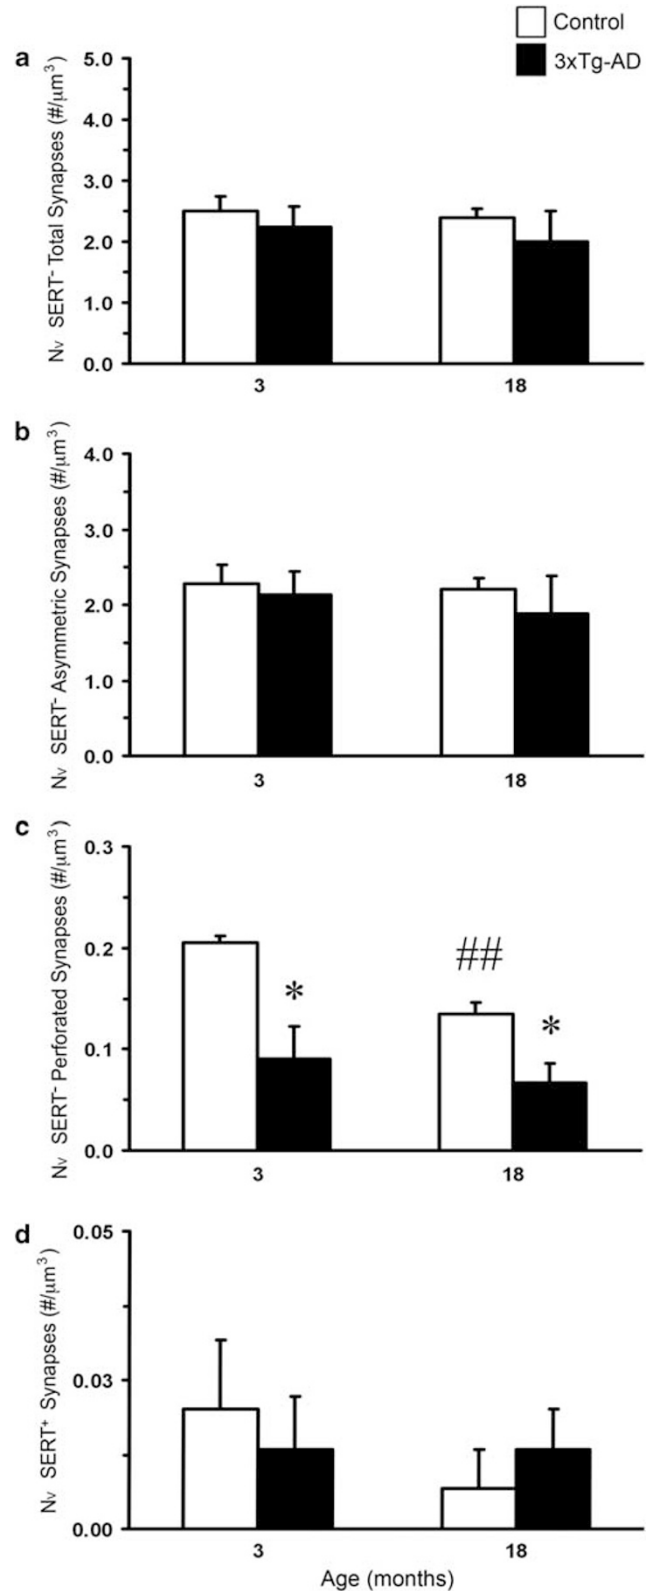 Control
3xTg-AD
a
Nv SERT⁻ Total Synapses (#/μm³)
5.0
4.0
3.0
2.0
1.0
0.0
3 18
b
Nv SERT⁻ Asymmetric Synapses (#/μm³)
4.0
3.0
2.0
1.0
0.0
3 18
c
Nv SERT⁻ Perforated Synapses (#/μm³)
0.3
0.2
0.1
0.0
* ## *
3 18
d
Nv SERT⁺ Synapses (#/μm³)
0.05
0.03
0.00
3 18
Age (months)